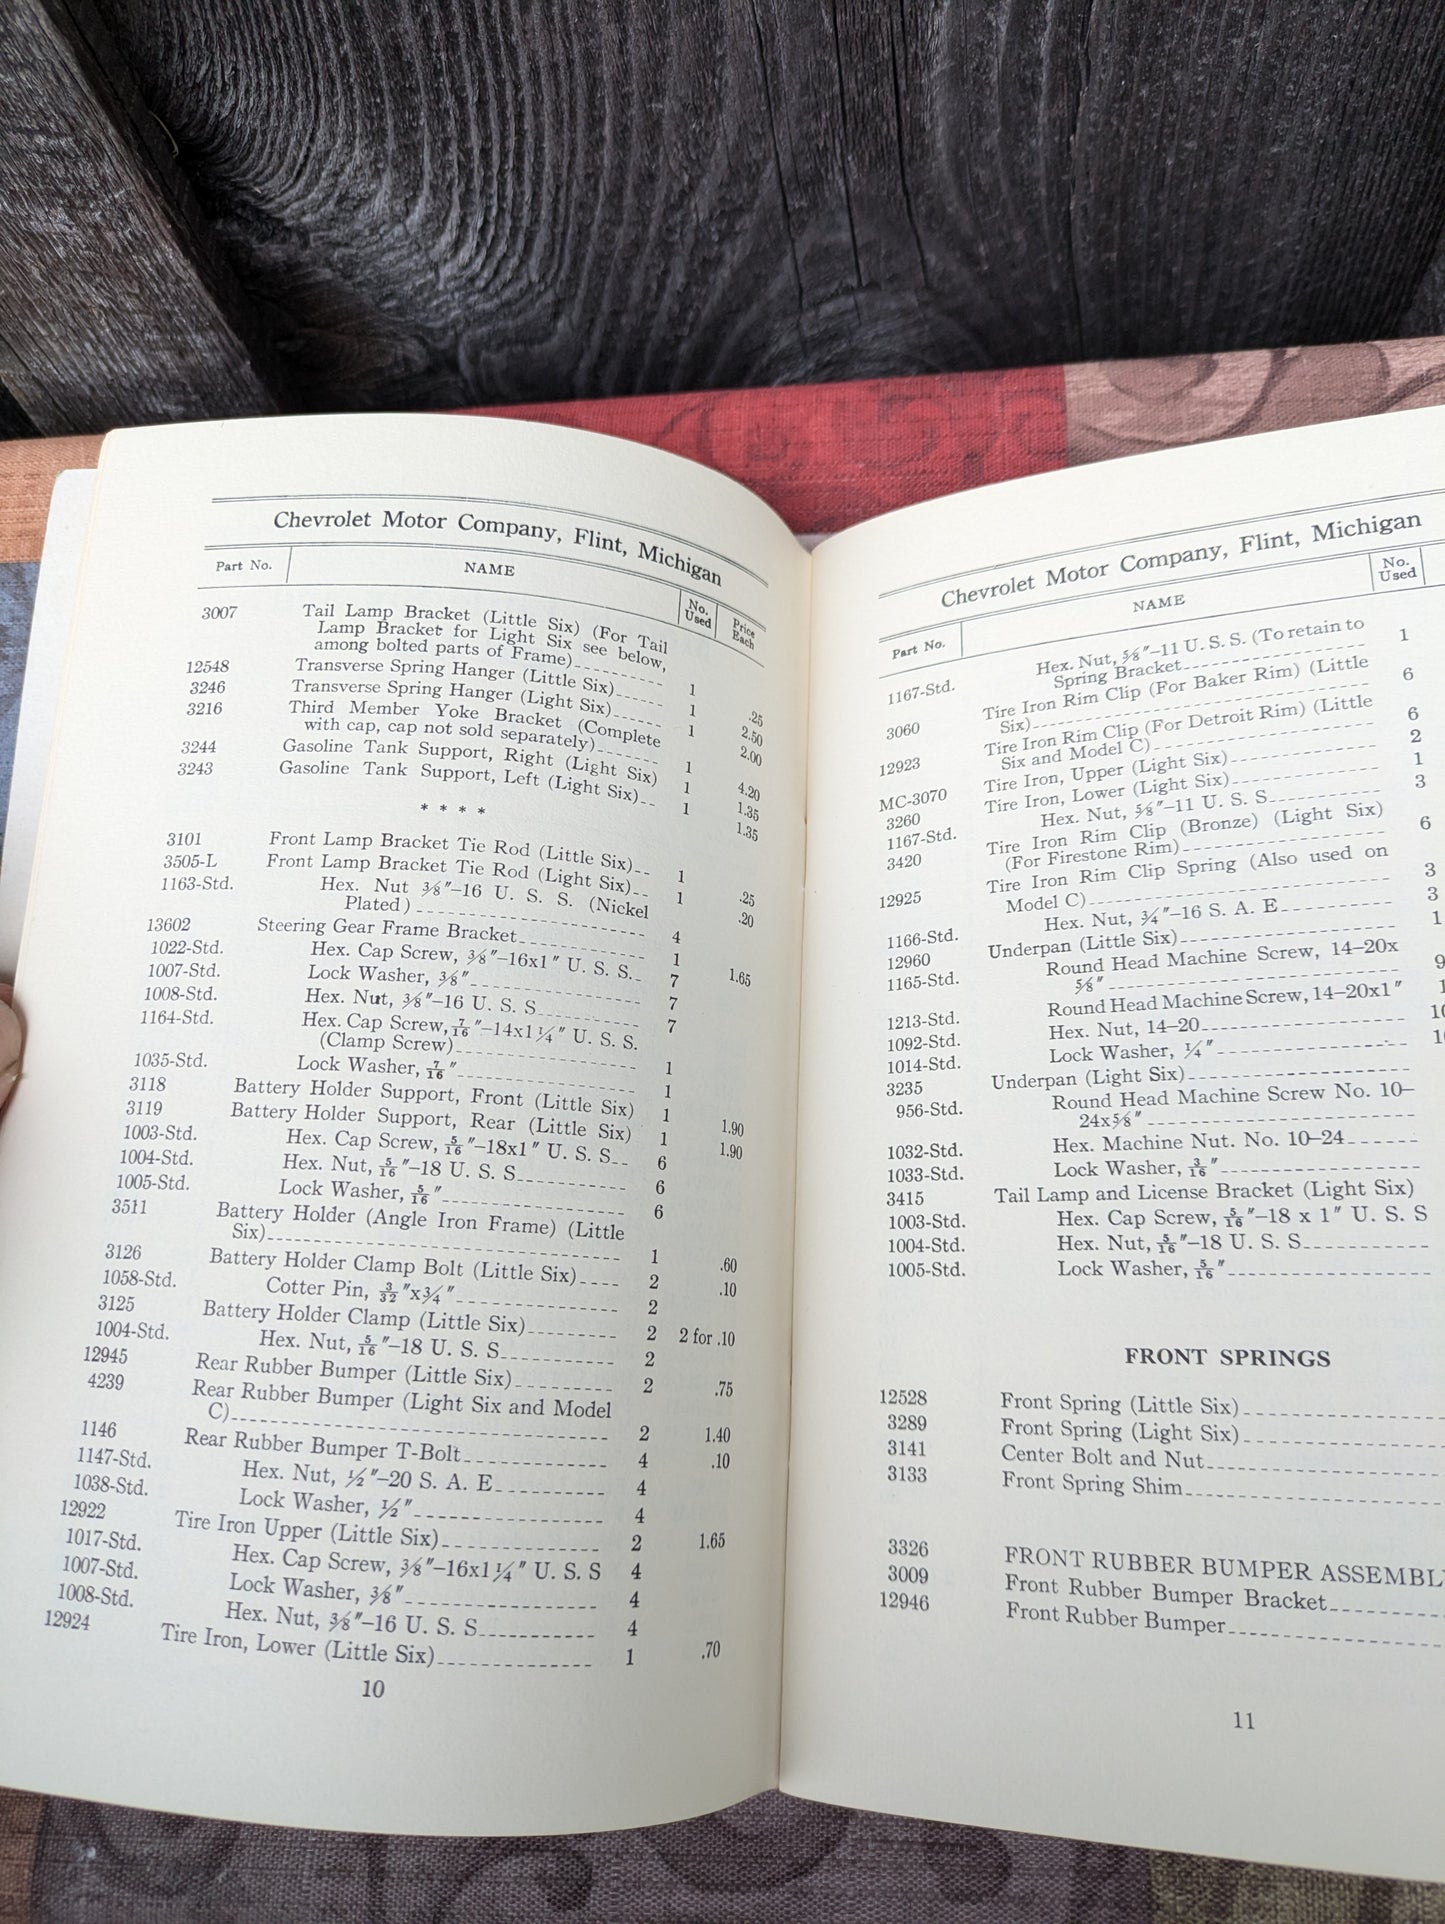 Chevrolet Motor Company, Flint, Michigan
Part No. NAME No. Used Price Each
3007 Tail Lamp Bracket (Little Six) (For Tail
Lamp Bracket for Light Six see below,
among bolted parts of Frame) 1 .25
12548 Transverse Spring Hanger (Little Six) 1 2.50
3246 Transverse Spring Hanger (Light Six) 1 2.00
3216 Third Member Yoke Bracket (Complete
with cap, cap not sold separately) 1 4.20
3244 Gasoline Tank Support, Right (Light Six) 1 1.35
3243 Gasoline Tank Support, Left (Light Six) 1 1.35
* * * *
3101 Front Lamp Bracket Tie Rod (Little Six) 1 .25
3505-L Front Lamp Bracket Tie Rod (Light Six) 1 .20
1163-Std. Hex. Nut ⅜"–16 U. S. S. (Nickel
Plated) 4
13602 Steering Gear Frame Bracket 1 1.65
1022-Std. Hex. Cap Screw, ⅜"–16x1" U. S. S. 7
1007-Std. Lock Washer, ⅜" 7
1008-Std. Hex. Nut, ⅜"–16 U. S. S 7
1164-Std. Hex. Cap Screw, 7/16"–14x1¼" U. S. S.
(Clamp Screw) 1
1035-Std. Lock Washer, 7/16" 1
3118 Battery Holder Support, Front (Little Six) 1 1.90
3119 Battery Holder Support, Rear (Little Six) 1 1.90
1003-Std. Hex. Cap Screw, 5/16"–18x1" U. S. S. 6
1004-Std. Hex. Nut, 5/16"–18 U. S. S 6
1005-Std. Lock Washer, 5/16" 6
3511 Battery Holder (Angle Iron Frame) (Little
Six) 1 .60
3126 Battery Holder Clamp Bolt (Little Six) 2 .10
1058-Std. Cotter Pin, 3/32"x¾" 2
3125 Battery Holder Clamp (Little Six) 2 2 for .10
1004-Std. Hex. Nut, 5/16"–18 U. S. S 2
12945 Rear Rubber Bumper (Little Six) 2 .75
4239 Rear Rubber Bumper (Light Six and Model
C) 2 1.40
1146 Rear Rubber Bumper T-Bolt 4 .10
1147-Std. Hex. Nut, ½"–20 S. A. E 4
1038-Std. Lock Washer, ½" 4
12922 Tire Iron Upper (Little Six) 2 1.65
1017-Std. Hex. Cap Screw, ⅜"–16x1¼" U. S. S 4
1007-Std. Lock Washer, ⅜" 4
1008-Std. Hex. Nut, ⅜"–16 U. S. S 4
12924 Tire Iron, Lower (Little Six) 1 .70
10
Chevrolet Motor Company, Flint, Michigan
Part No. NAME No. Used
1167-Std. Hex. Nut, ⅝"–11 U. S. S. (To retain to
Spring Bracket 1
3060 Tire Iron Rim Clip (For Baker Rim) (Little
Six) 6
12923 Tire Iron Rim Clip (For Detroit Rim) (Little
Six and Model C) 6
MC-3070 Tire Iron, Upper (Light Six) 2
3260 Tire Iron, Lower (Light Six) 1
1167-Std. Hex. Nut, ⅝"–11 U. S. S 3
3420 Tire Iron Rim Clip (Bronze) (Light Six)
(For Firestone Rim) 6
12925 Tire Iron Rim Clip Spring (Also used on
Model C) 3
1166-Std. Hex. Nut, ¾"–16 S. A. E 3
12960 Underpan (Little Six) 1
1165-Std. Round Head Machine Screw, 14–20x
⅝" 9
1213-Std. Round Head Machine Screw, 14–20x1" 1
1092-Std. Hex. Nut, 14–20 10
1014-Std. Lock Washer, ¼" 10
3235 Underpan (Light Six)
956-Std. Round Head Machine Screw No. 10–
24x⅝"
1032-Std. Hex. Machine Nut. No. 10–24
1033-Std. Lock Washer, 3/16"
3415 Tail Lamp and License Bracket (Light Six)
1003-Std. Hex. Cap Screw, 5/16"–18 x 1" U. S. S
1004-Std. Hex. Nut, 5/16"–18 U. S. S
1005-Std. Lock Washer, 5/16"
FRONT SPRINGS
12528 Front Spring (Little Six)
3289 Front Spring (Light Six)
3141 Center Bolt and Nut
3133 Front Spring Shim
3326 FRONT RUBBER BUMPER ASSEMBL
3009 Front Rubber Bumper Bracket
12946 Front Rubber Bumper
11